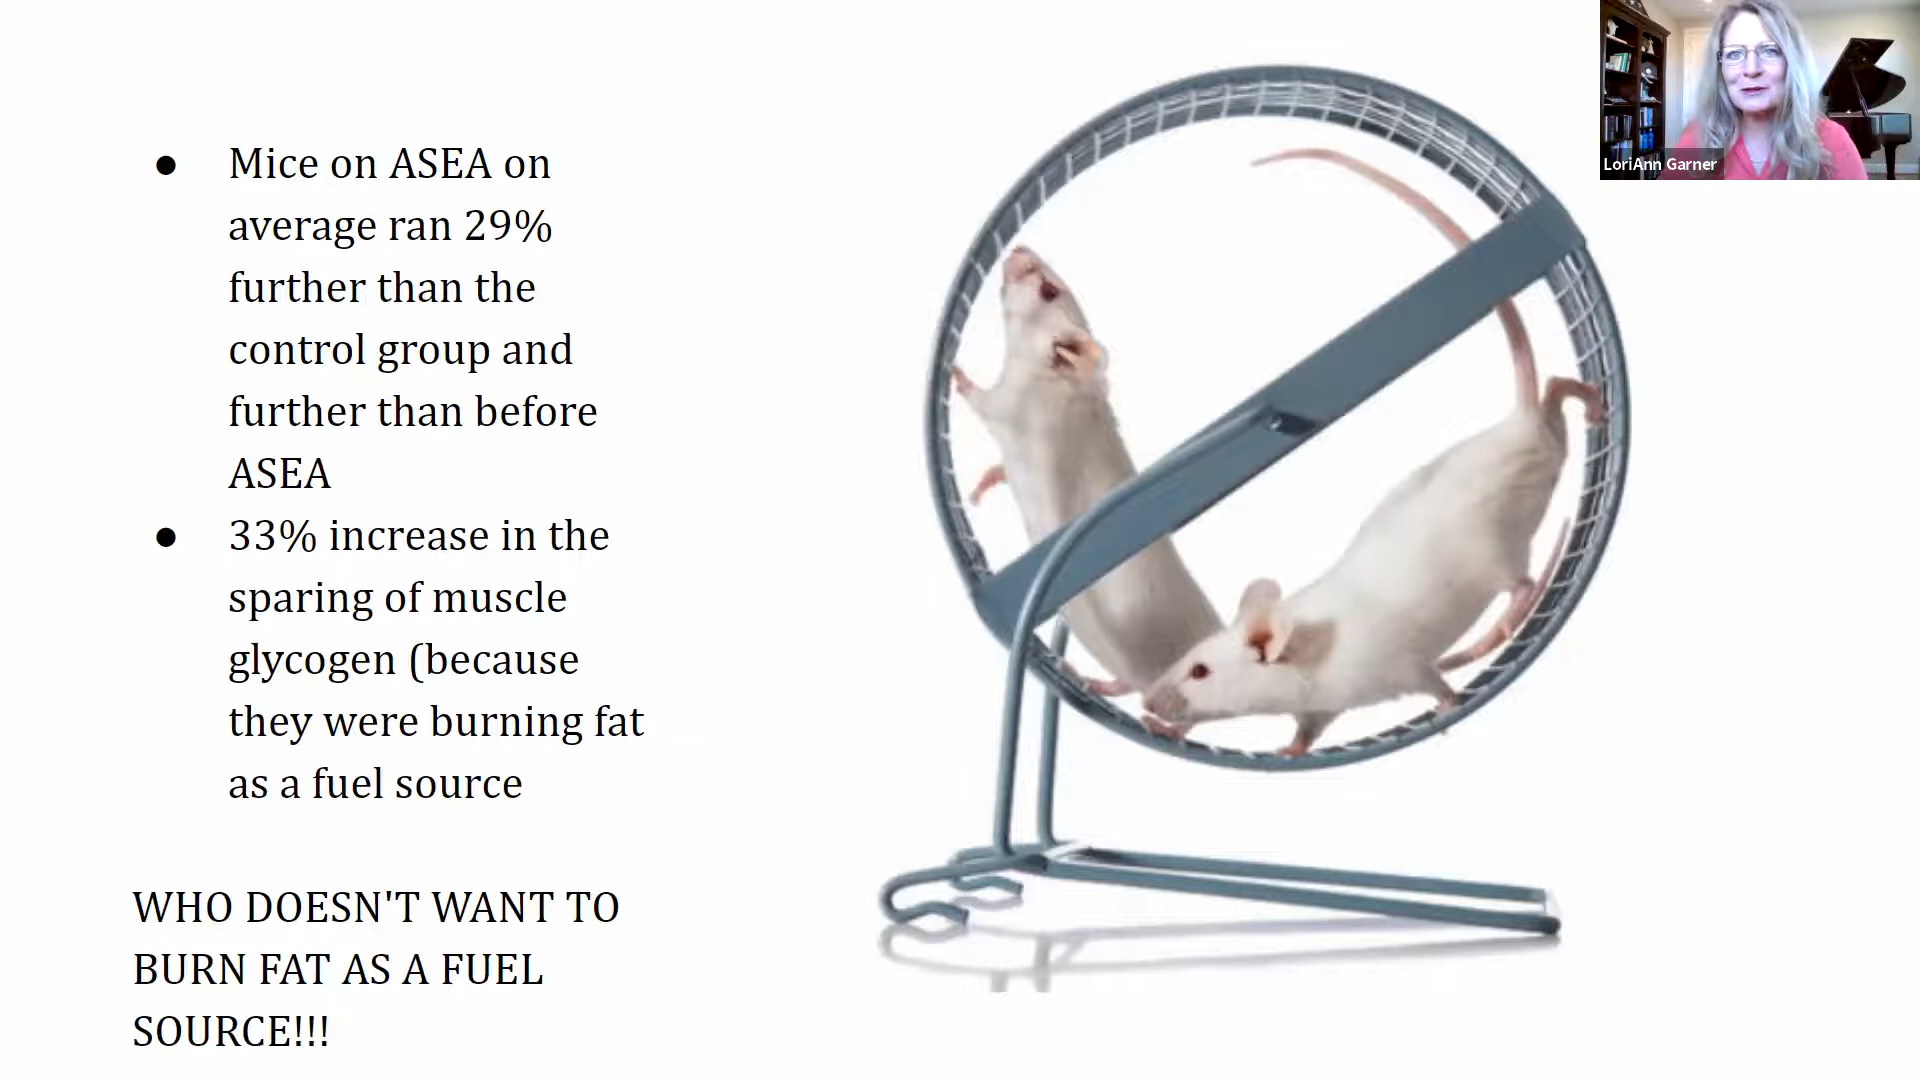 ● Mice on ASEA on
average ran 29%
further than the
control group and
further than before
ASEA
● 33% increase in the
sparing of muscle
glycogen (because
they were burning fat
as a fuel source
WHO DOESN'T WANT TO
BURN FAT AS A FUEL
SOURCE!!!
LoriAnn Garner